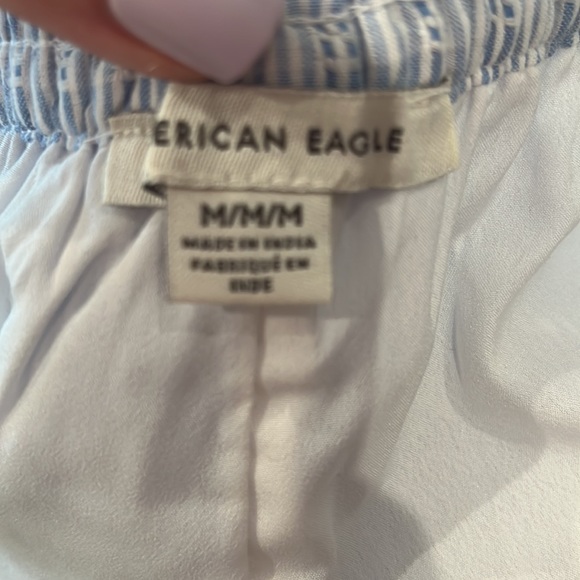 ERICAN EAGLE
M/M/M
MADE IN INDIA
FABRIQUÉ EN
INDE